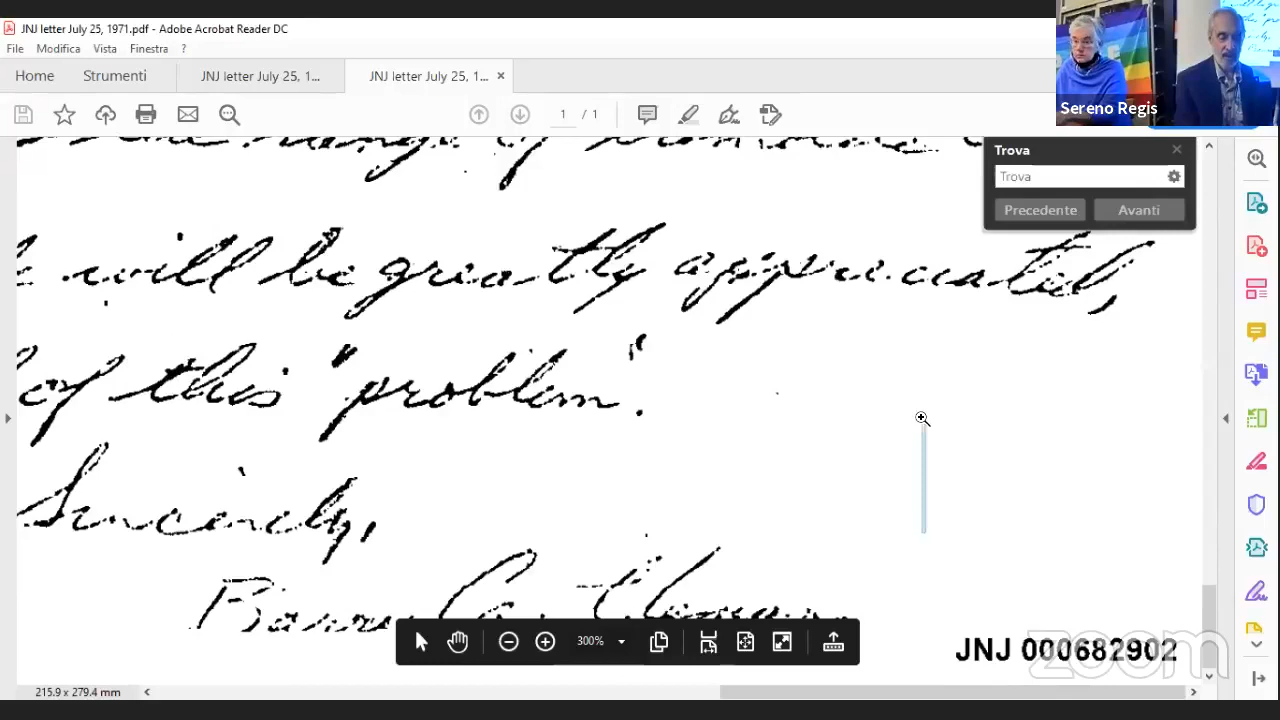 JNJ letter July 25, 1971.pdf - Adobe Acrobat Reader DC
File Modifica Vista Finestra ?
Home Strumenti JNJ letter July 25, 1... JNJ letter July 25, 1... ×
1 / 1
Sereno Regis
Trova
Trova
Precedente Avanti
of
will be greatly appreciated,
of this "problem".
Sincerely,
300%
JNJ 000682902
zoom
215.9 x 279.4 mm